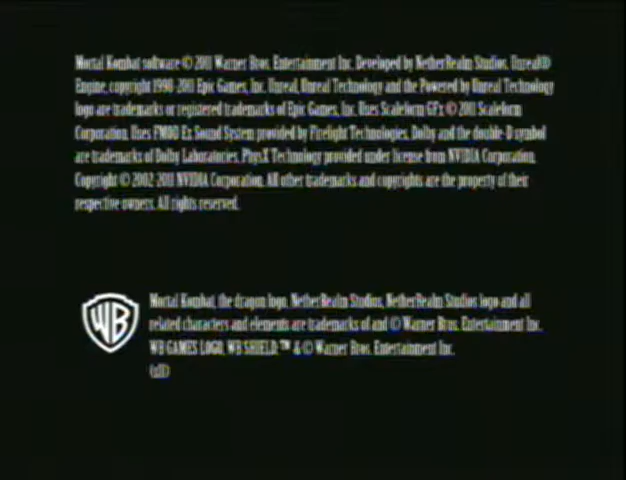 Mortal Kombat software © 2011 Warner Bros. Entertainment Inc. Developed by NetherRealm Studios. Unreal®
Engine, copyright 1998-2011 Epic Games, Inc. Unreal, Unreal Technology and the Powered by Unreal Technology
logo are trademarks or registered trademarks of Epic Games, Inc. Uses Scaleform GFx © 2011 Scaleform
Corporation. Uses FMOD Ex Sound System provided by Firelight Technologies. Dolby and the double-D symbol
are trademarks of Dolby Laboratories. PhysX Technology provided under license from NVIDIA Corporation.
Copyright © 2002-2011 NVIDIA Corporation. All other trademarks and copyrights are the property of their
respective owners. All rights reserved.
WB
Mortal Kombat, the dragon logo, NetherRealm Studios, NetherRealm Studios logo and all
related characters and elements are trademarks of and © Warner Bros. Entertainment Inc.
WB GAMES LOGO, WB SHIELD: ™ & © Warner Bros. Entertainment Inc.
(s11)